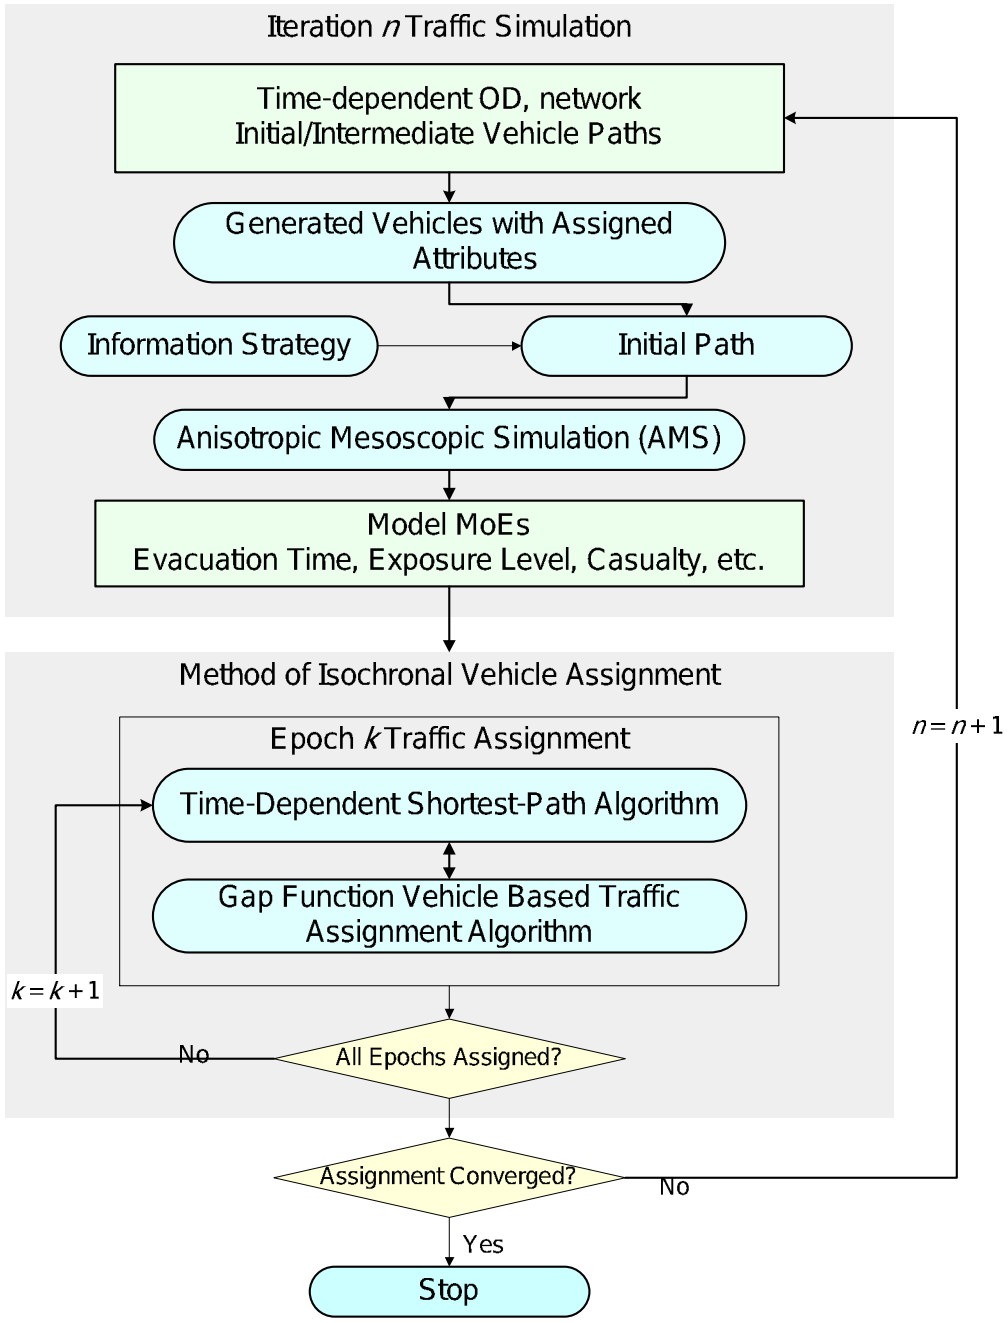 Iteration n Traffic Simulation
Time-dependent OD, network
Initial/Intermediate Vehicle Paths
Generated Vehicles with Assigned
Attributes
Information Strategy
Initial Path
Anisotropic Mesoscopic Simulation (AMS)
Model MoEs
Evacuation Time, Exposure Level, Casualty, etc.
Method of Isochronal Vehicle Assignment
n = n + 1
Epoch k Traffic Assignment
Time-Dependent Shortest-Path Algorithm
Gap Function Vehicle Based Traffic
Assignment Algorithm
k = k + 1
No
All Epochs Assigned?
Assignment Converged?
No
Yes
Stop